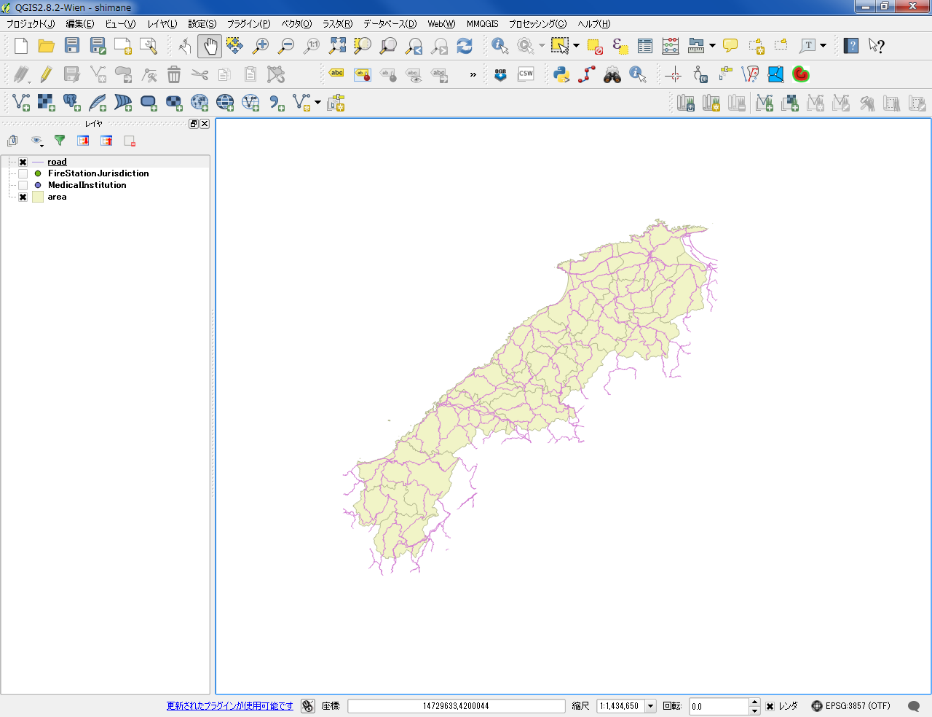 QGIS2.8.2-Wien - shimane
プロジェクト(J) 編集(E) ビュー(V) レイヤ(L) 設定(S) プラグイン(P) ベクタ(O) ラスタ(R) データベース(D) Web(W) MMQGIS プロセッシング(C) ヘルプ(H)
abc
CSW
レイヤ
road
FireStationJurisdiction
MedicalInstitution
area
更新されたプラグインが使用可能です 座標 14729633,4200044 縮尺 1:1,434,650 回転 0.0 レンダ EPSG:3857 (OTF)